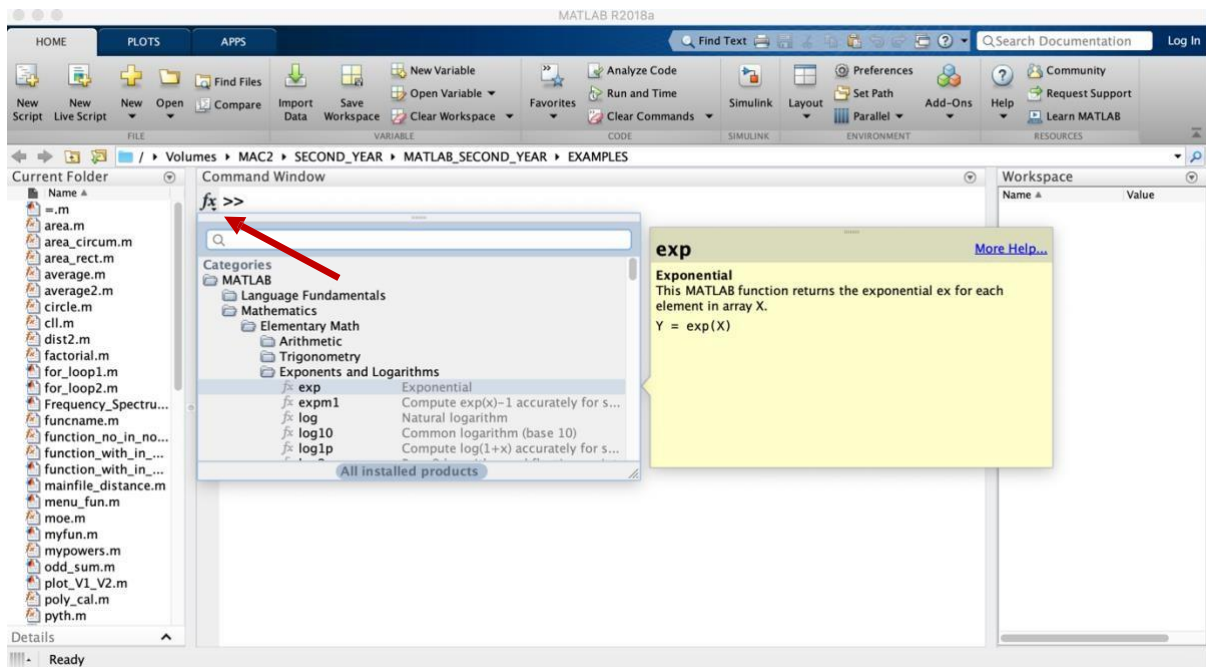 MATLAB R2018a
HOME PLOTS APPS Find Text Search Documentation Log In
New Script
New Live Script
New
Open
Find Files
Compare
Import Data
Save Workspace
New Variable
Open Variable
Clear Workspace
Favorites
Analyze Code
Run and Time
Clear Commands
Simulink
Layout
Preferences
Set Path
Parallel
Add-Ons
Help
Community
Request Support
Learn MATLAB
FILE VARIABLE CODE SIMULINK ENVIRONMENT RESOURCES
/ ▸ Volumes ▸ MAC2 ▸ SECOND_YEAR ▸ MATLAB_SECOND_YEAR ▸ EXAMPLES
Current Folder
Name
=.m
area.m
area_circum.m
area_rect.m
average.m
average2.m
circle.m
cll.m
dist2.m
factorial.m
for_loop1.m
for_loop2.m
Frequency_Spectru...
funcname.m
function_no_in_no...
function_with_in_...
function_with_in_...
mainfile_distance.m
menu_fun.m
moe.m
myfun.m
mypowers.m
odd_sum.m
plot_V1_V2.m
poly_cal.m
pyth.m
Details
Ready
Command Window
fx >>
Categories
MATLAB
Language Fundamentals
Mathematics
Elementary Math
Arithmetic
Trigonometry
Exponents and Logarithms
fx exp Exponential
fx expm1 Compute exp(x)-1 accurately for s...
fx log Natural logarithm
fx log10 Common logarithm (base 10)
fx log1p Compute log(1+x) accurately for s...
All installed products
exp More Help...
Exponential
This MATLAB function returns the exponential ex for each
element in array X.
Y = exp(X)
Workspace
Name Value